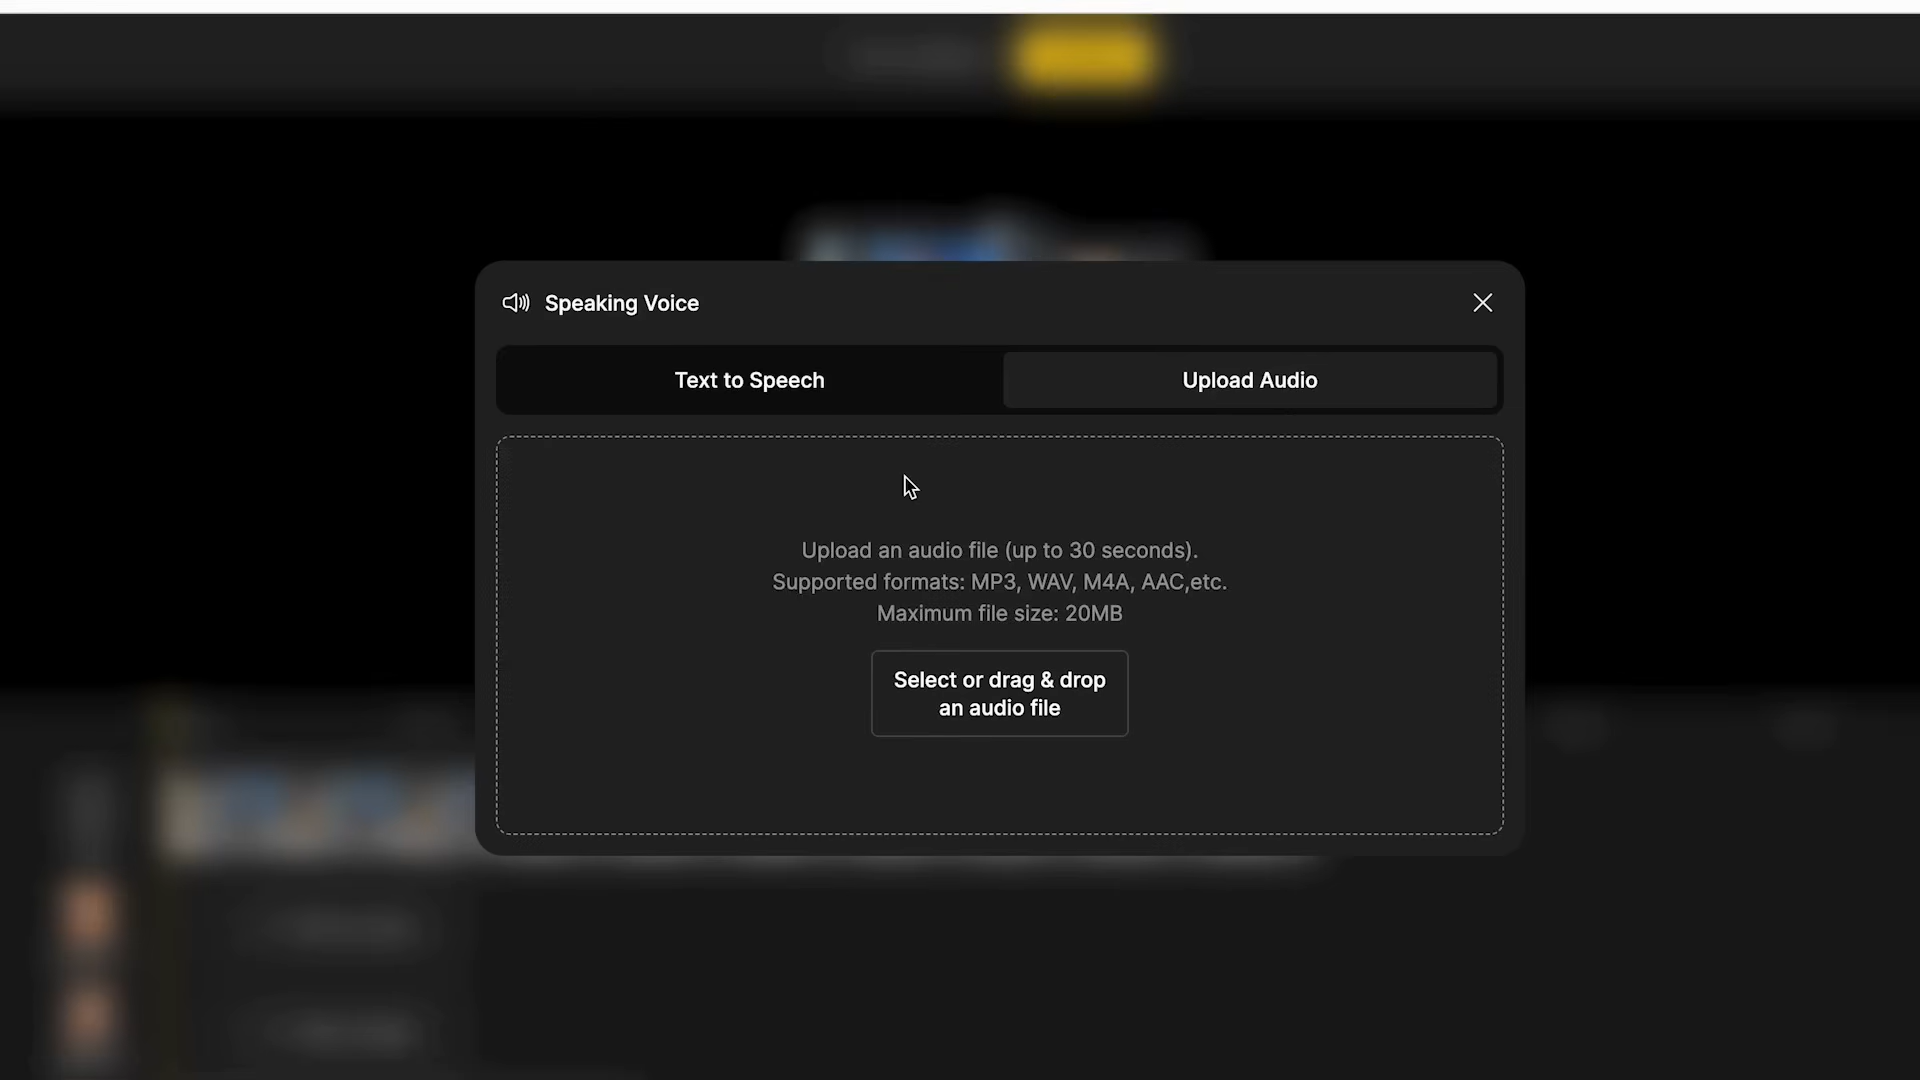 Speaking Voice
Text to Speech
Upload Audio
Upload an audio file (up to 30 seconds).
Supported formats: MP3, WAV, M4A, AAC,etc.
Maximum file size: 20MB
Select or drag & drop
an audio file